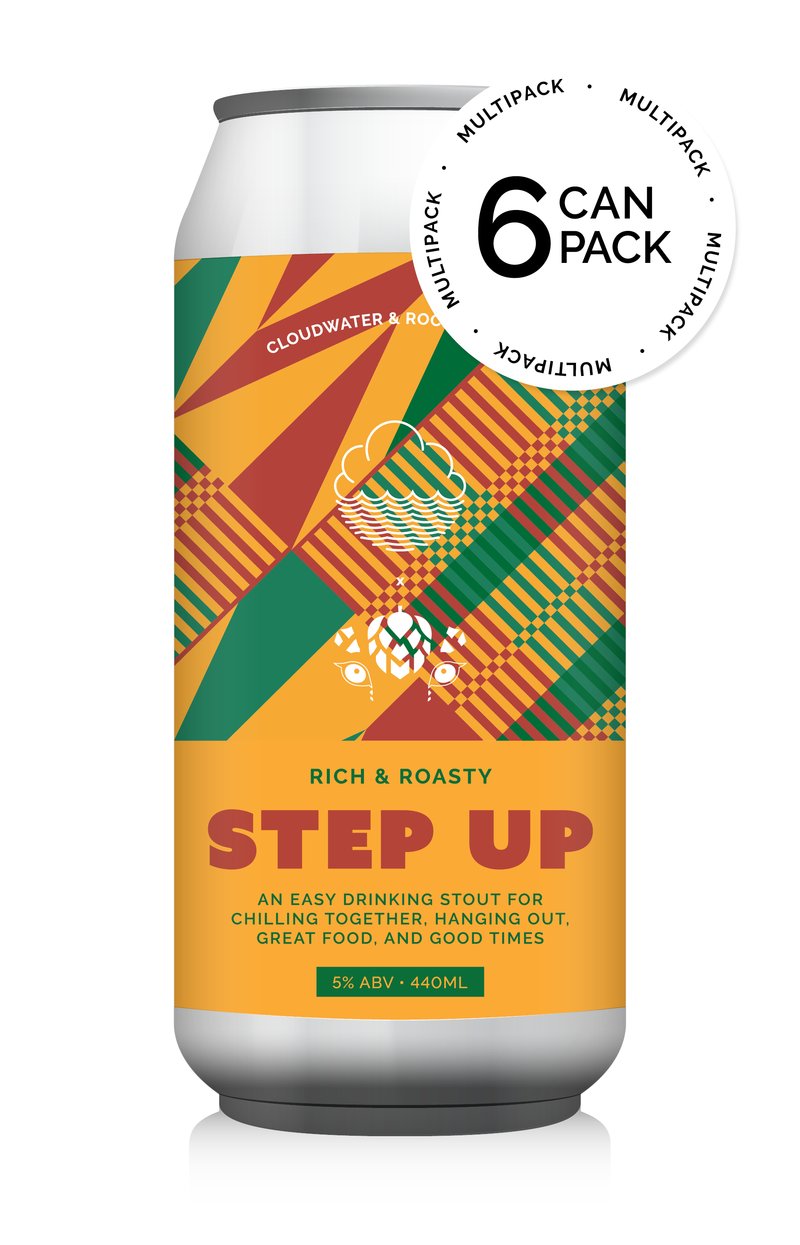 MULTIPACK • MULTIPACK • MULTIPACK • MULTIPACK • MULTIPACK • MULTIPACK •
6 CAN
PACK
CLOUDWATER &
x
RICH & ROASTY
STEP UP
AN EASY DRINKING STOUT FOR
CHILLING TOGETHER, HANGING OUT,
GREAT FOOD, AND GOOD TIMES
5% ABV • 440ML